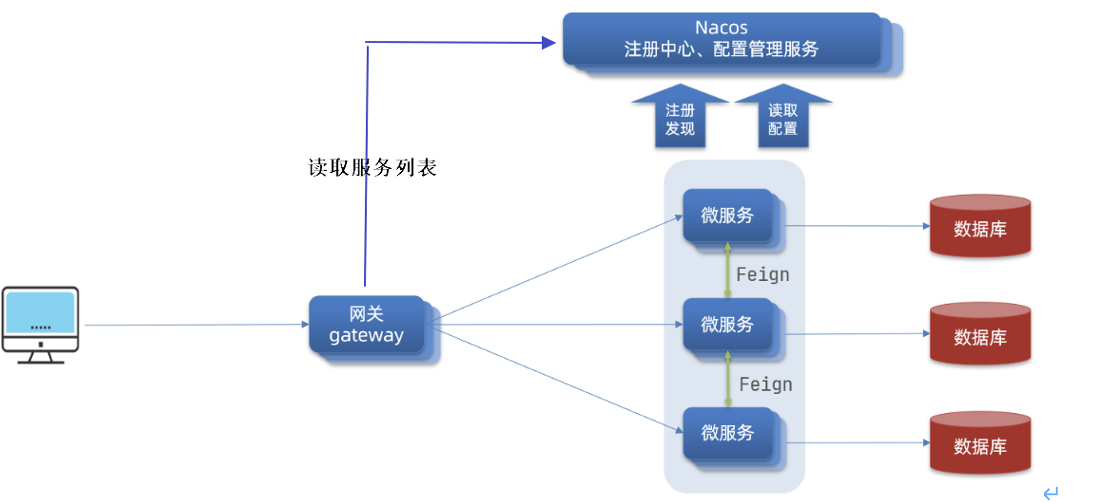 Nacos
注册中心、配置管理服务
注册
发现
读取
配置
读取服务列表
微服务
数据库
Feign
网关
gateway
微服务
数据库
Feign
微服务
数据库